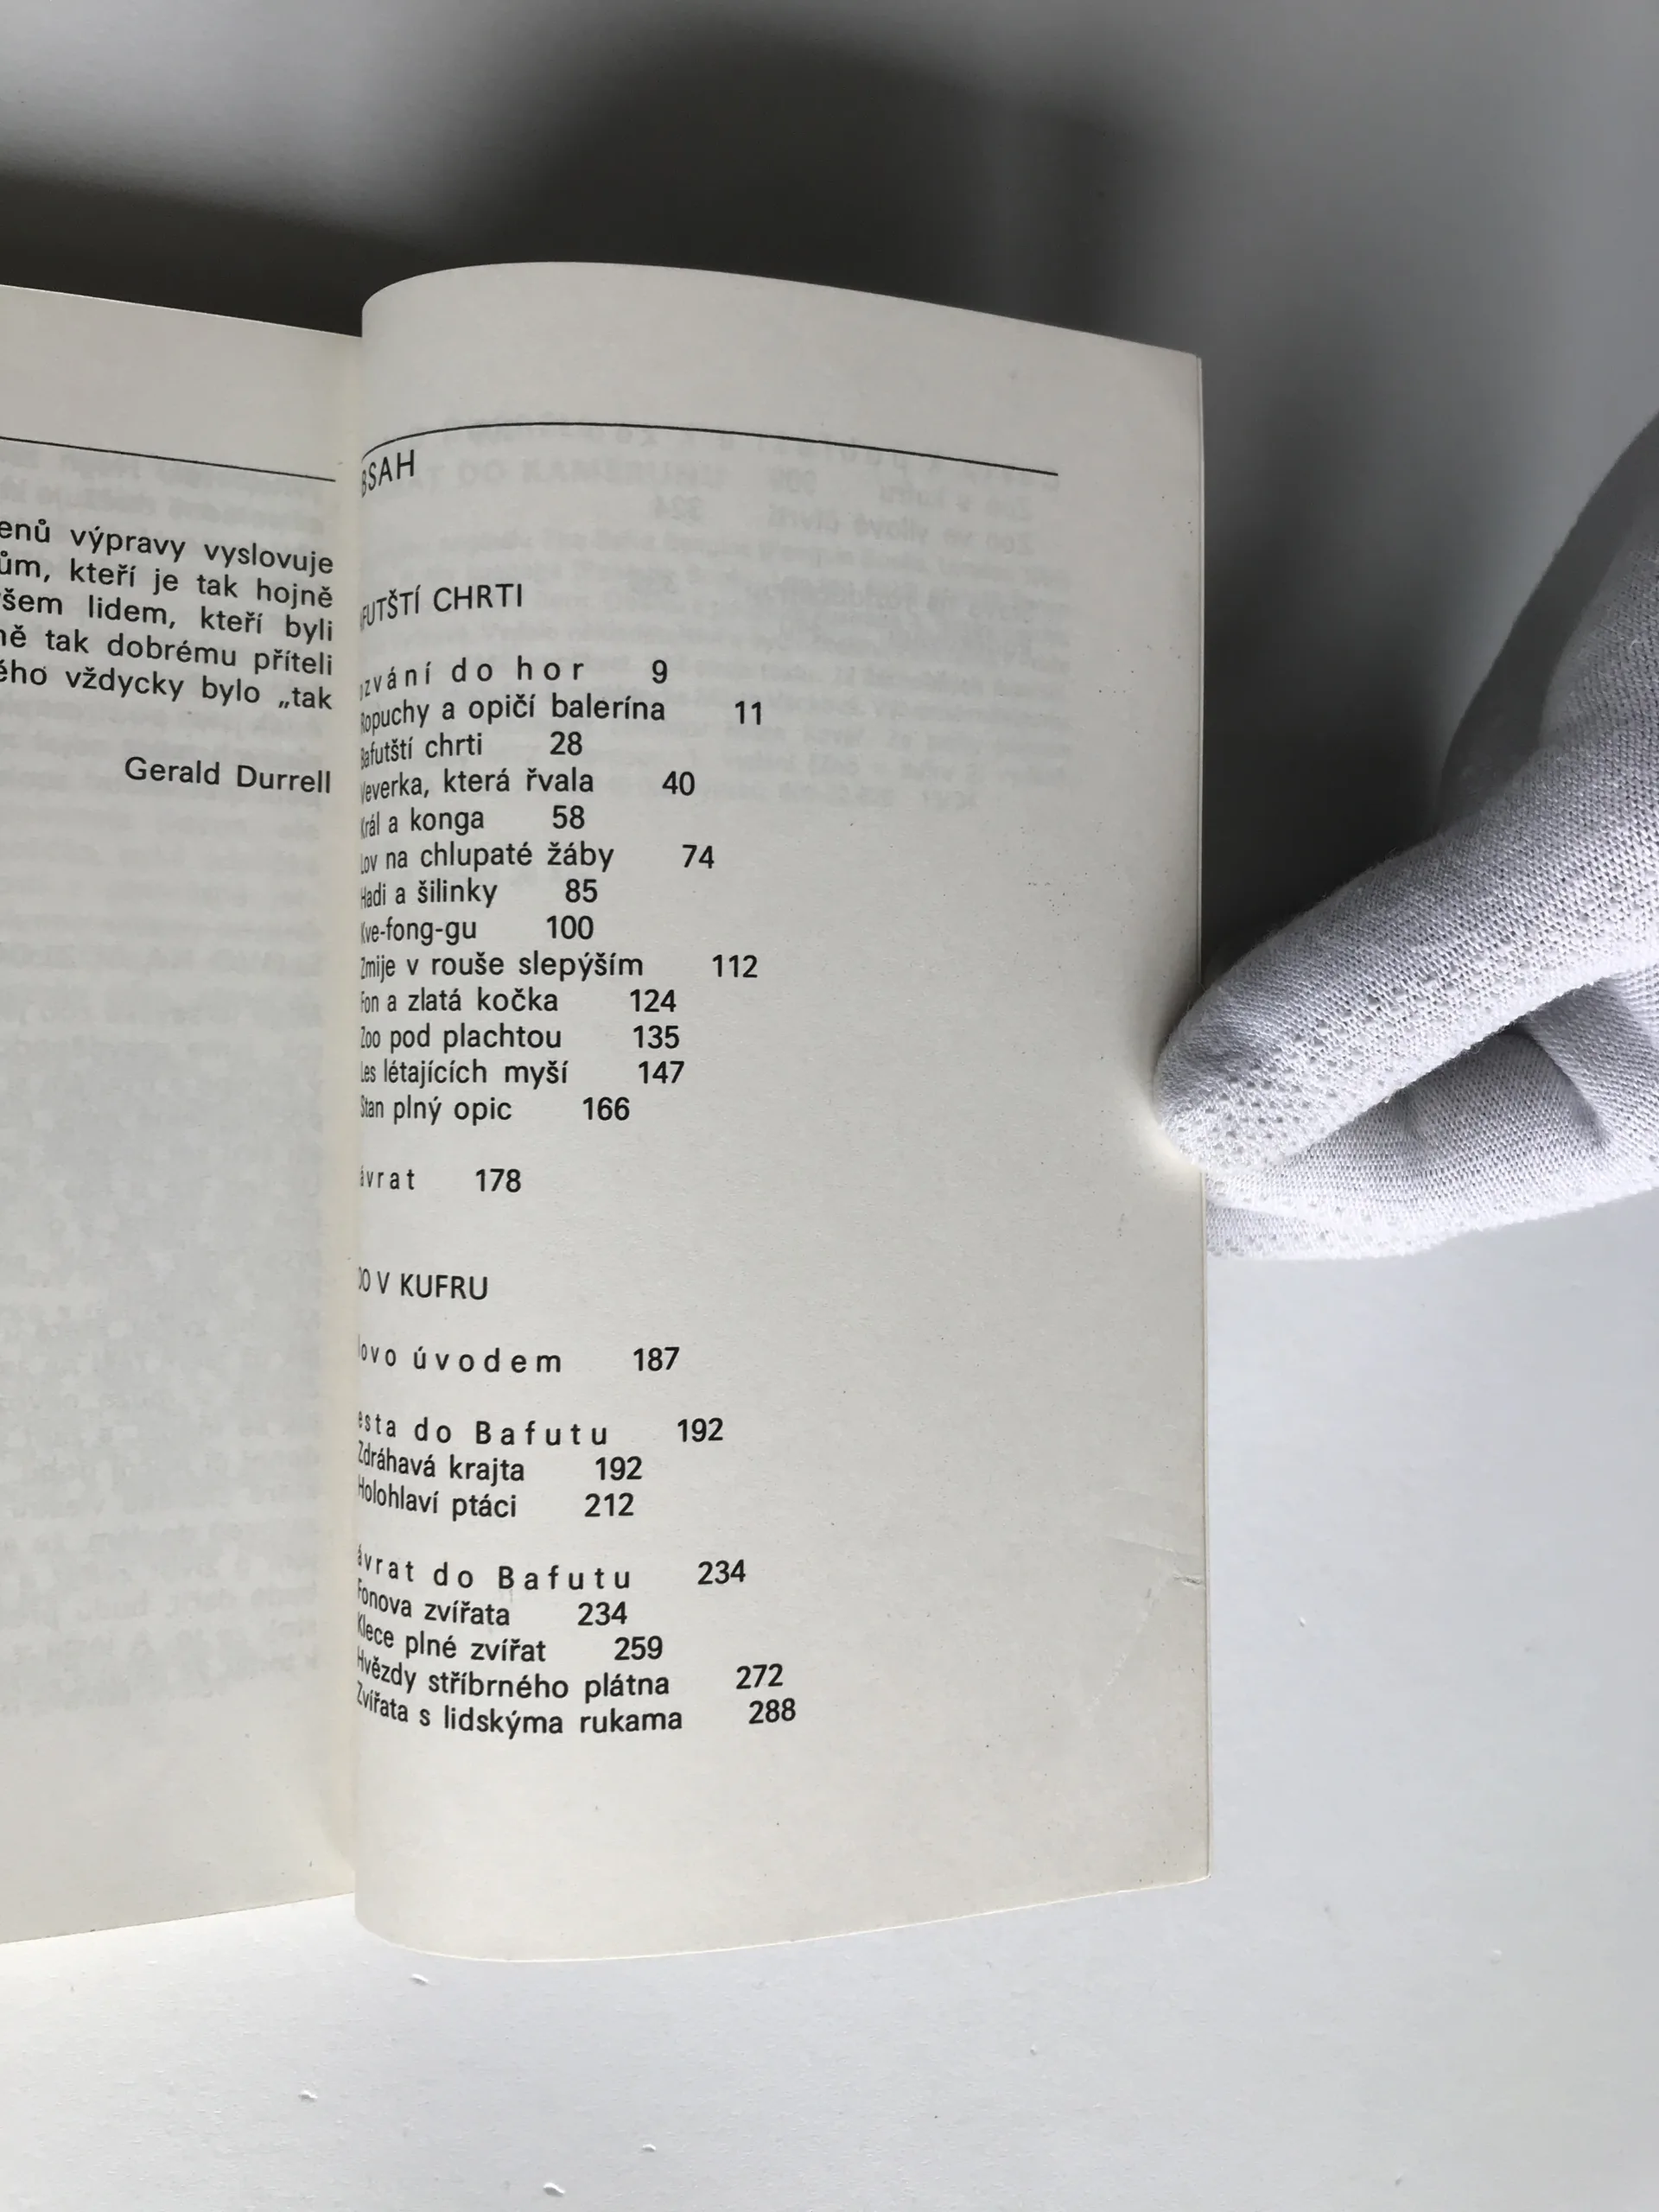 enů výpravy vyslovuje
ům, kteří je tak hojně
šem lidem, kteří byli
ně tak dobrému příteli
ého vždycky bylo „tak
Gerald Durrell
BSAH
FUTŠTÍ CHRTI
zvání do hor 9
Ropuchy a opičí balerína 11
Bafutští chrti 28
Veverka, která řvala 40
Král a konga 58
Lov na chlupaté žáby 74
Hadi a šilinky 85
Kve-fong-gu 100
Zmije v rouše slepýším 112
Fon a zlatá kočka 124
Zoo pod plachtou 135
Les létajících myší 147
Stan plný opic 166
ávrat 178
OO V KUFRU
lovo úvodem 187
esta do Bafutu 192
Zdráhavá krajta 192
Holohlaví ptáci 212
ávrat do Bafutu 234
Fonova zvířata 234
Klece plné zvířat 259
Hvězdy stříbrného plátna 272
Zvířata s lidskýma rukama 288